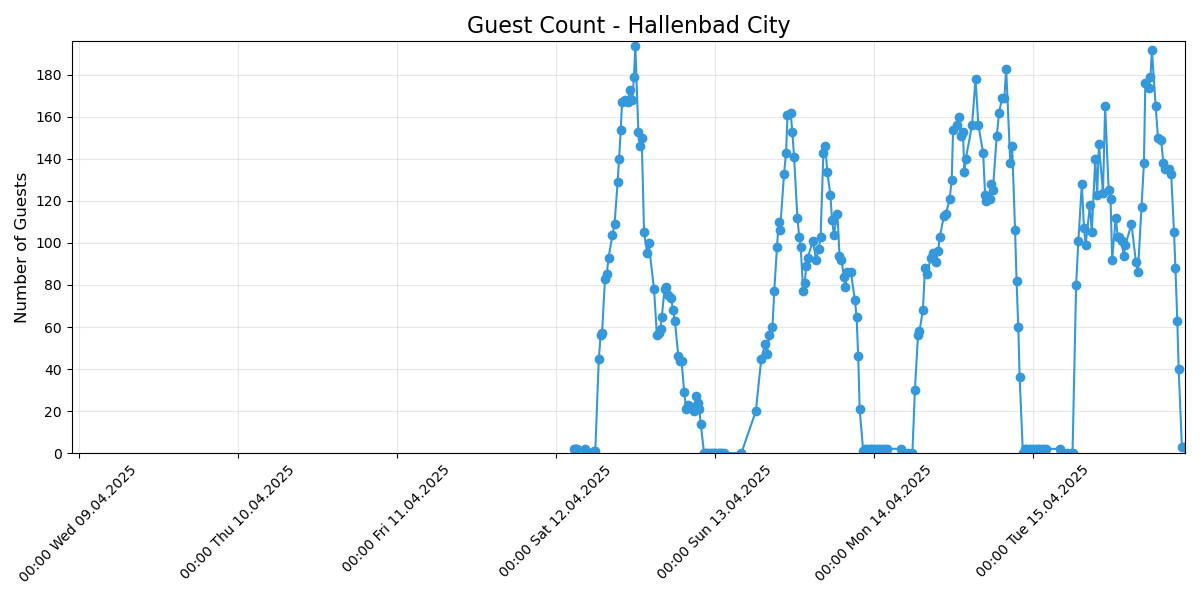 Guest Count - Hallenbad City
Number of Guests
180
160
140
120
100
80
60
40
20
0
00:00 Wed 09.04.2025
00:00 Thu 10.04.2025
00:00 Fri 11.04.2025
00:00 Sat 12.04.2025
00:00 Sun 13.04.2025
00:00 Mon 14.04.2025
00:00 Tue 15.04.2025